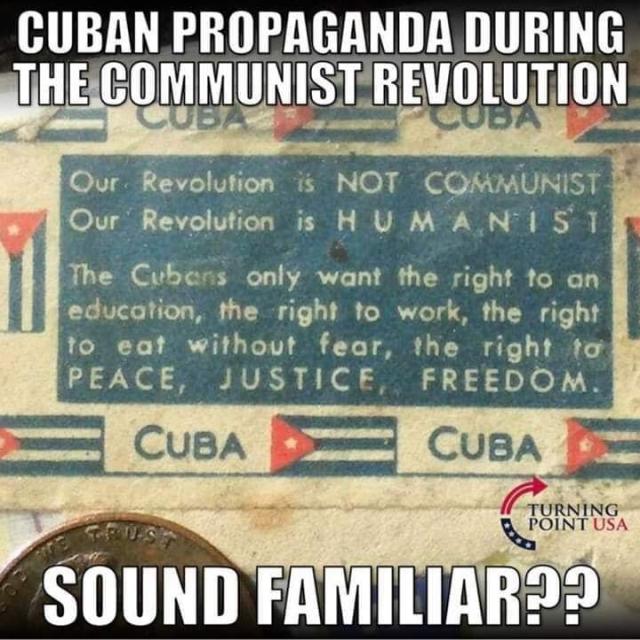 CUBAN PROPAGANDA DURING
THE COMMUNIST REVOLUTION
CUBA CUBA
Our Revolution is NOT COMMUNIST
Our Revolution is HUMANIST
The Cubans only want the right to an
education, the right to work, the right
to eat without fear, the right to
PEACE, JUSTICE, FREEDOM.
CUBA CUBA
TURNING
POINT USA
WE TRUST
SOUND FAMILIAR??